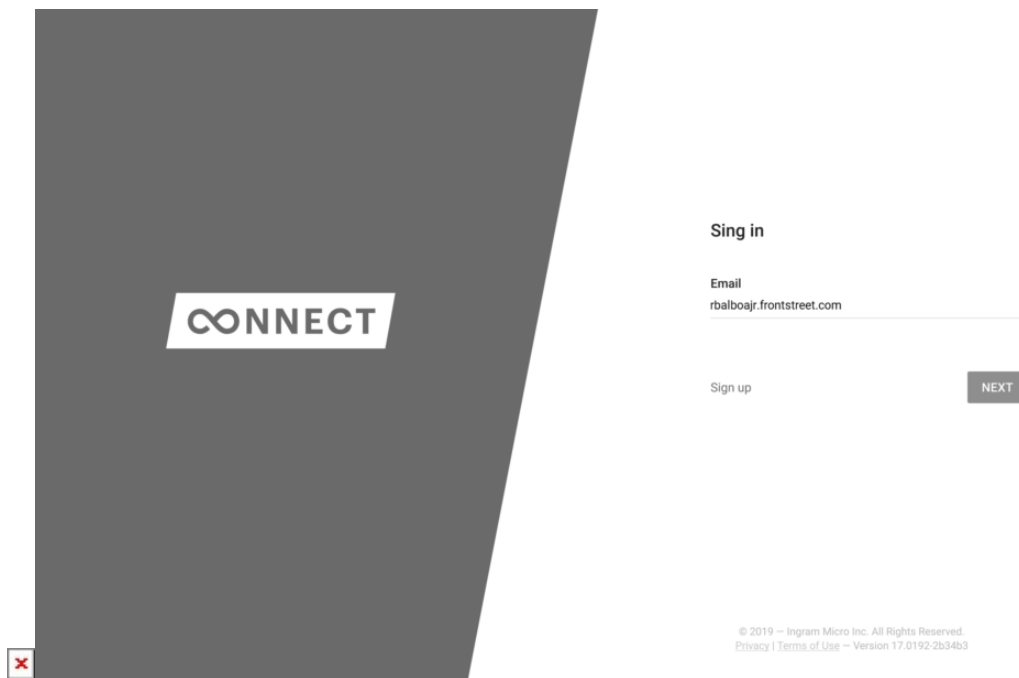 CONNECT
Sing in
Email
rbalboajr.frontstreet.com
Sign up
NEXT
© 2019 — Ingram Micro Inc. All Rights Reserved.
Privacy | Terms of Use — Version 17.0192-2b34b3